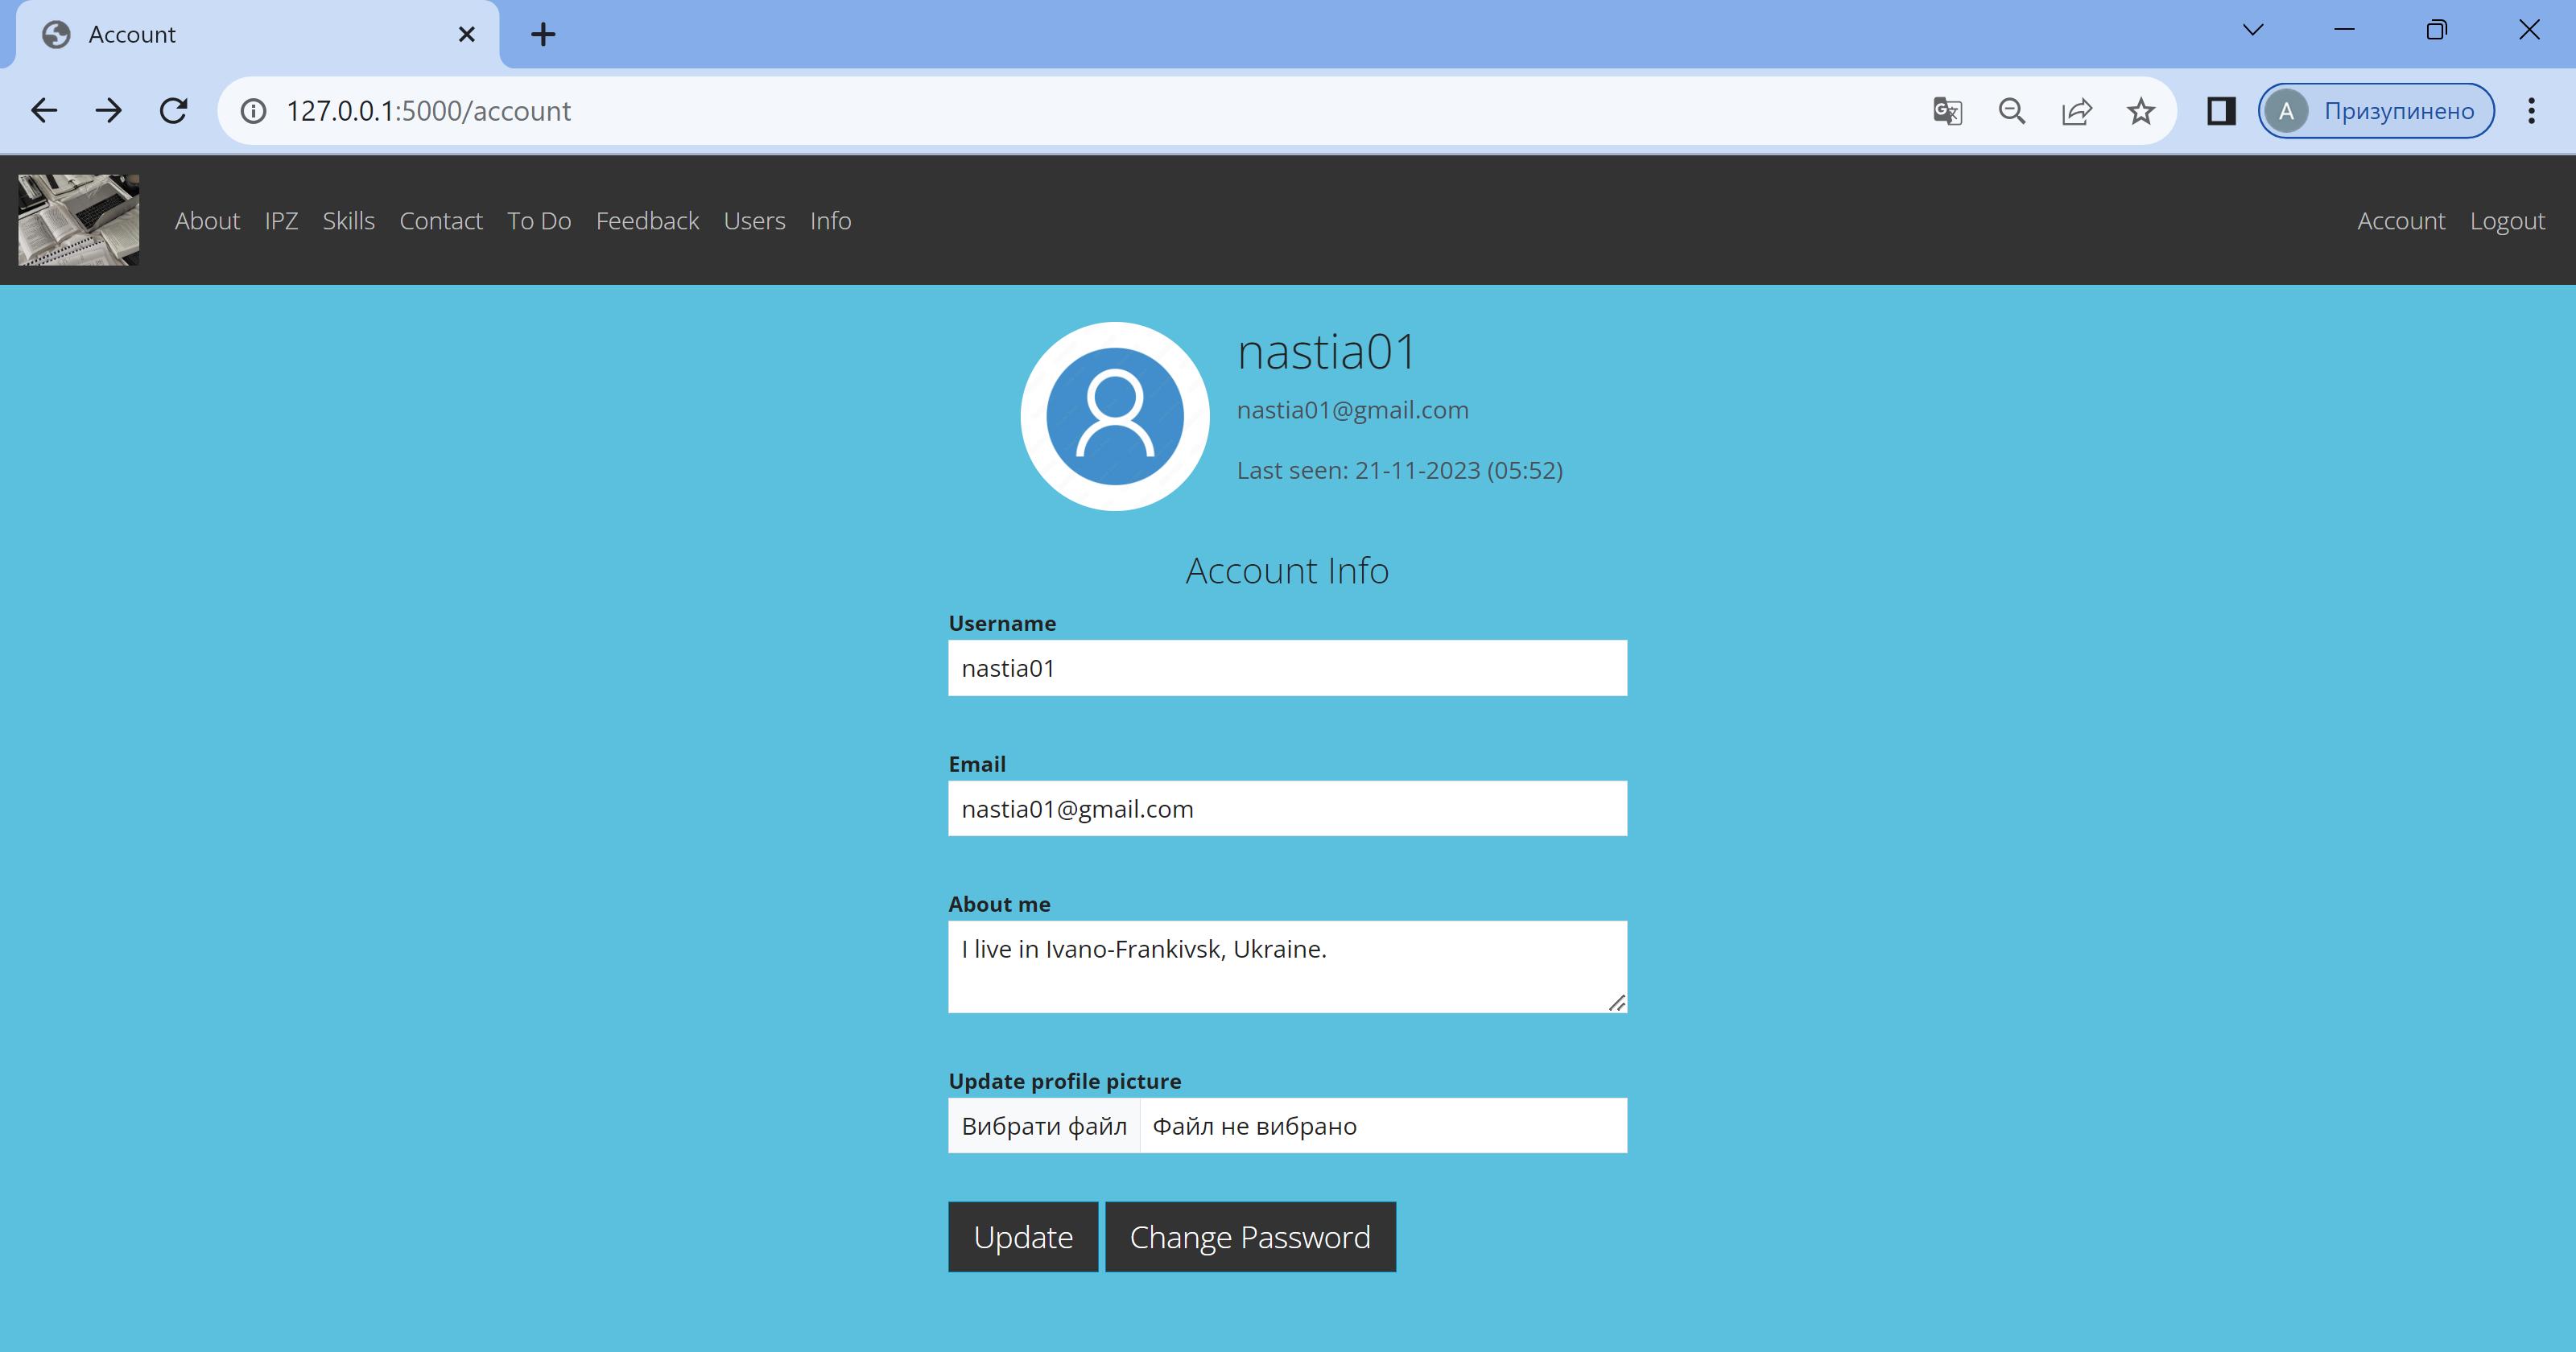 Account
127.0.0.1:5000/account
A Призупинено
About IPZ Skills Contact To Do Feedback Users Info Account Logout
nastia01
nastia01@gmail.com
Last seen: 21-11-2023 (05:52)
Account Info
Username
nastia01
Email
nastia01@gmail.com
About me
I live in Ivano-Frankivsk, Ukraine.
Update profile picture
Вибрати файл Файл не вибрано
Update Change Password